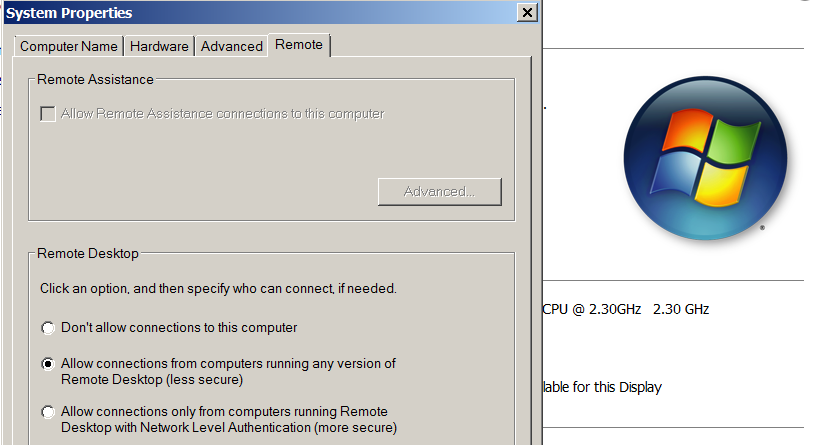 System Properties
Computer Name Hardware Advanced Remote
Remote Assistance
Allow Remote Assistance connections to this computer
Advanced...
Remote Desktop
Click an option, and then specify who can connect, if needed.
Don't allow connections to this computer
Allow connections from computers running any version of
Remote Desktop (less secure)
Allow connections only from computers running Remote
Desktop with Network Level Authentication (more secure)
®
CPU @ 2.30GHz 2.30 GHz
lable for this Display